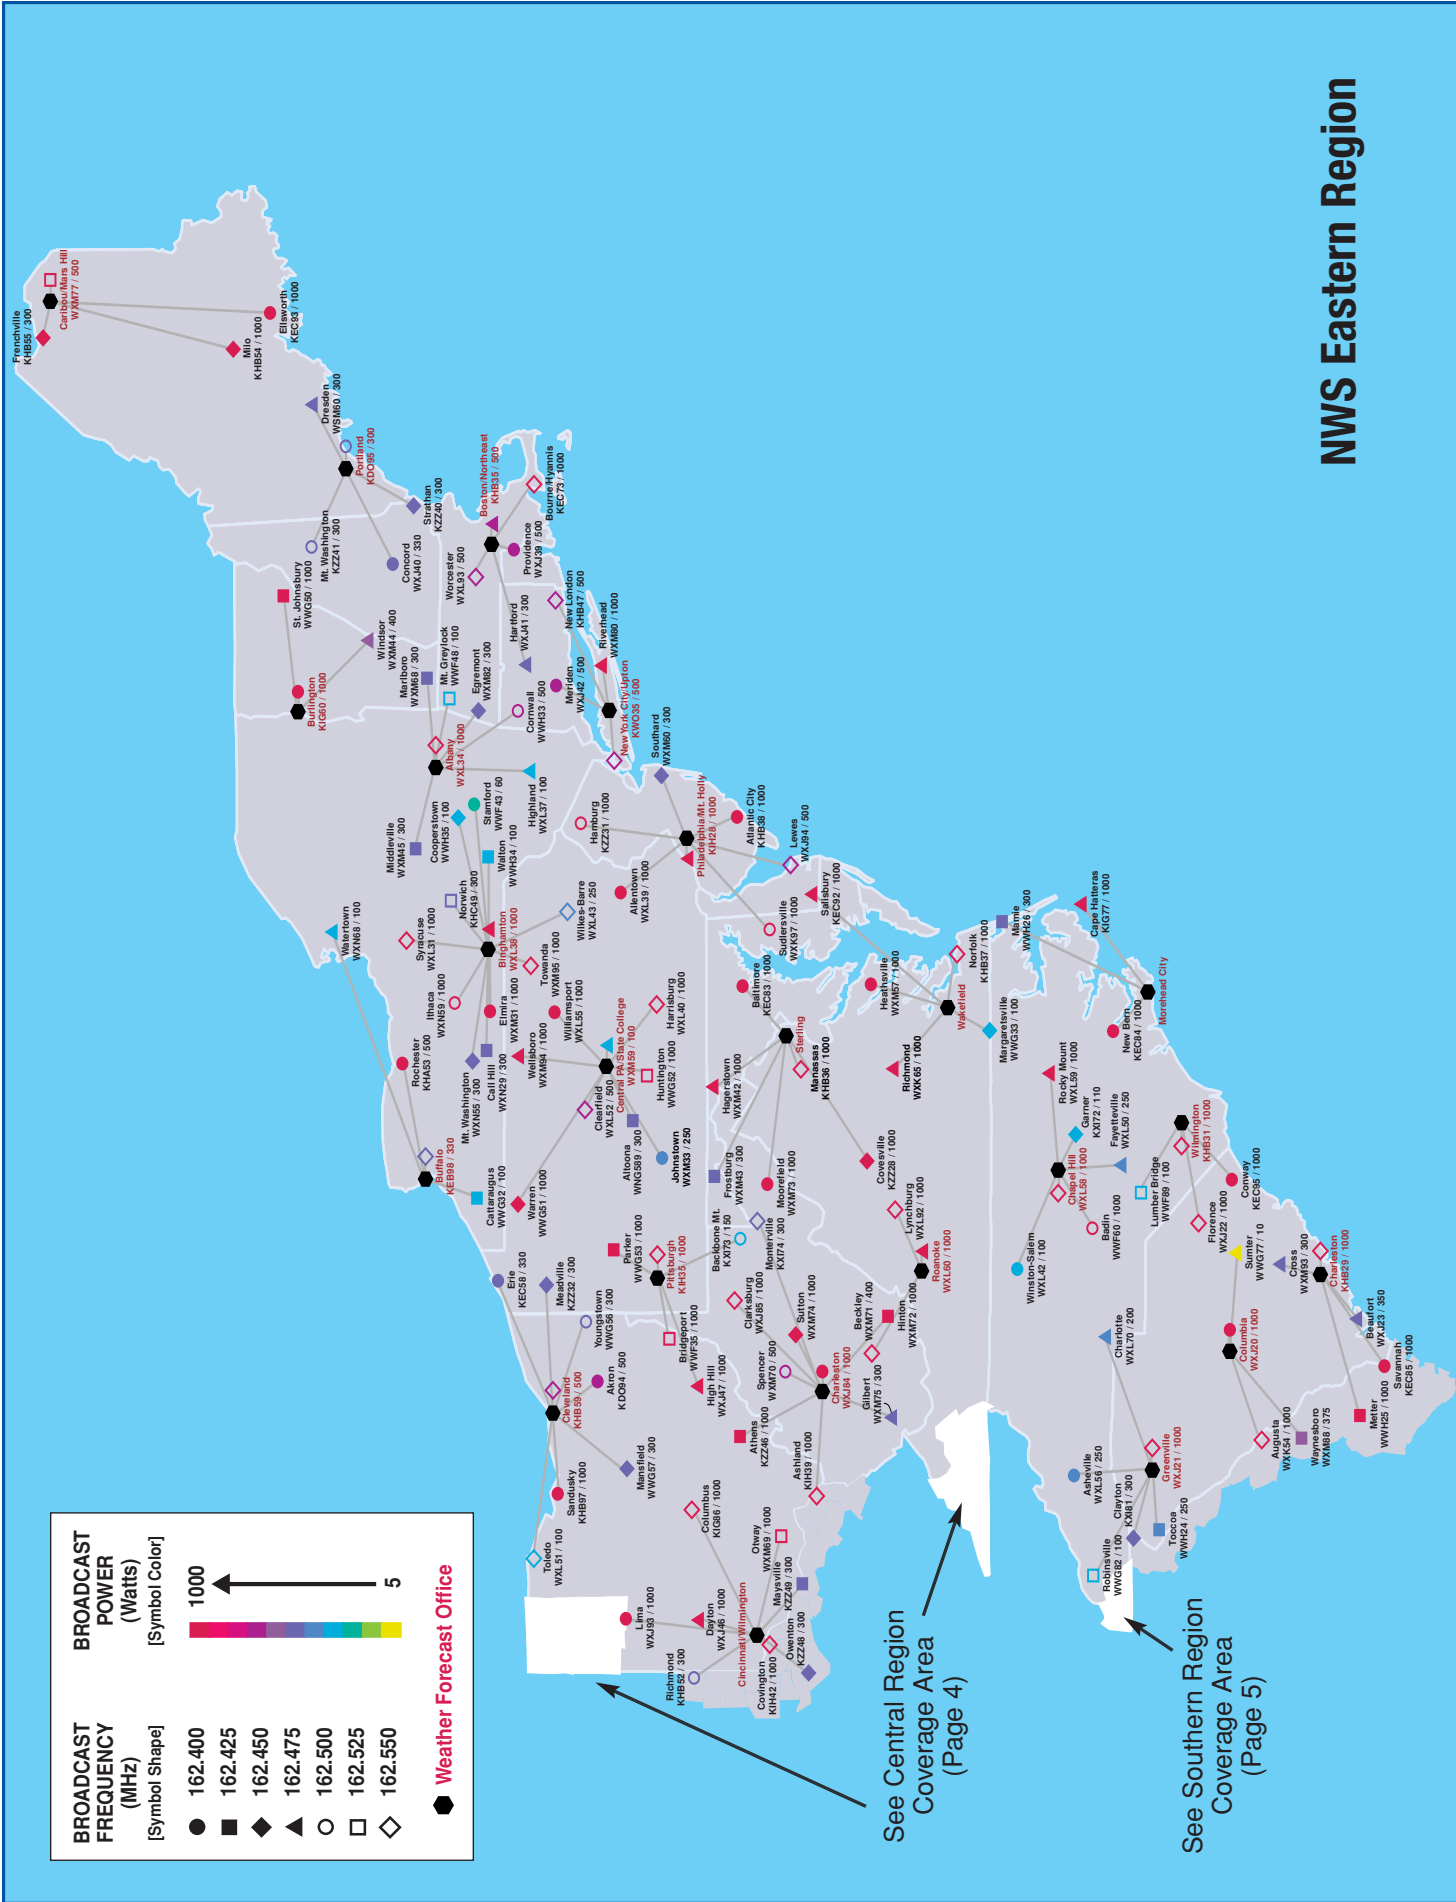 NWS Eastern Region
BROADCAST
FREQUENCY
(MHz)
[Symbol Shape]
162.400
162.425
162.450
162.475
162.500
162.525
162.550
BROADCAST
POWER
(Watts)
[Symbol Color]
1000
5
Weather Forecast Office
See Central Region
Coverage Area
(Page 4)
See Southern Region
Coverage Area
(Page 5)
Frenchville
KHB55 / 300
Caribou/Mars Hill
WXM77 / 500
Milo
KHB54 / 1000
Ellsworth
KEC93 / 1000
Dresden
WSM60 / 300
Portland
KDO95 / 300
Mt. Washington
KZZ41 / 300
Strathan
KZZ40 / 300
Concord
WXJ40 / 330
St. Johnsbury
WWG50 / 1000
Burlington
KIG60 / 1000
Windsor
WXM44 / 400
Marlboro
WXM68 / 300
Mt. Greylock
WWF48 / 100
Egremont
WXM82 / 300
Cornwall
WWH33 / 500
Albany
WXL34 / 1000
Worcester
WXL93 / 500
Boston/Northeast
KHB35 / 500
Bourne/Hyannis
KEC73 / 1000
Providence
WXJ39 / 500
Hartford
WXJ41 / 300
New London
KHB47 / 500
Meriden
WXJ42 / 500
Riverhead
WXM80 / 1000
New York City/Upton
KWO35 / 500
Southard
WXM60 / 300
Middleville
WXM45 / 300
Cooperstown
WWH35 / 100
Stamford
WWF43 / 60
Highland
WXL37 / 100
Walton
WWH34 / 100
Norwich
KHC49 / 300
Hamburg
KZZ31 / 1000
Philadelphia/Mt. Holly
KIH28 / 1000
Atlantic City
KHB38 / 1000
Lewes
WXJ94 / 500
Allentown
WXL39 / 1000
Sudlersville
WXK97 / 1000
Salisbury
KEC92 / 1000
Watertown
WXN68 / 100
Syracuse
WXL31 / 1000
Binghamton
WXL38 / 1000
Wilkes-Barre
WXL43 / 250
Towanda
WXM95 / 1000
Ithaca
WXN59 / 1000
Elmira
WXM31 / 1000
Williamsport
WXL55 / 1000
Harrisburg
WXL40 / 1000
Rochester
KHA53 / 500
Mt. Washington
WXN55 / 300
Call Hill
WXN29 / 300
Wellsboro
WXM94 / 1000
Clearfield
WXL52 / 500
Central PA/State College
WXM59 / 100
Huntington
WWG52 / 1000
Altoona
WNG589 / 300
Johnstown
WXM33 / 250
Buffalo
KEB98 / 330
Cattaraugus
WWG32 / 100
Warren
WWG51 / 1000
Erie
KEC58 / 330
Meadville
KZZ32 / 300
Youngstown
WWG56 / 300
Parker
WWG53 / 1000
Pittsburgh
KIH35 / 1000
Bridgeport
WWF35 / 1000
Cleveland
KHB59 / 500
Akron
KDO94 / 500
High Hill
WXJ47 / 1000
Mansfield
WWG57 / 300
Sandusky
KHB97 / 1000
Toledo
WXL51 / 100
Lima
WXJ93 / 1000
Dayton
WXJ46 / 1000
Richmond
KHB52 / 300
Cincinnati/Wilmington
Covington
KIH42 / 1000
Owenton
KZZ48 / 300
Maysville
KZZ49 / 300
Otway
WXM69 / 1000
Columbus
KIG86 / 1000
Athens
KZZ46 / 1000
Ashland
KIH39 / 1000
Baltimore
KEC83 / 1000
Hagerstown
WXM42 / 1000
Sterling
Manassas
KHB36 / 1000
Frostburg
WXM43 / 300
Moorefield
WXM73 / 1000
Covesville
KZZ28 / 1000
Backbone Mt.
KXI73 / 150
Monterville
KXI74 / 300
Clarksburg
WXJ85 / 1000
Sutton
WXM74 / 1000
Spencer
WXM70 / 500
Charleston
WXJ84 / 1000
Beckley
WXM71 / 400
Hinton
WXM72 / 1000
Gilbert
WXM75 / 300
Lynchburg
WXL92 / 1000
Roanoke
WXL60 / 1000
Heathsville
WXM57 / 1000
Richmond
WXK65 / 1000
Wakefield
Norfolk
KHB37 / 1000
Mamie
WWH26 / 300
Cape Hatteras
KIG77 / 1000
Margaretsville
WWG33 / 100
Morehead City
New Bern
KEC84 / 1000
Rocky Mount
WXL59 / 1000
Garner
KXI72 / 110
Fayetteville
WXL50 / 250
Chapel Hill
WXL58 / 1000
Badin
WWF60 / 1000
Winston-Salem
WXL42 / 100
Lumber Bridge
WWF89 / 100
Wilmington
KHB31 / 1000
Florence
WXJ22 / 1000
Conway
KEC95 / 1000
Sumter
WWG77 / 10
Cross
WXM93 / 300
Charleston
KHB29 / 1000
Beaufort
WXJ23 / 350
Savannah
KEC85 / 1000
Metter
WWH25 / 1000
Columbia
WXJ20 / 1000
Charlotte
WXL70 / 200
Augusta
WXK54 / 1000
Waynesboro
WXM88 / 375
Greenville
WXJ21 / 1000
Asheville
WXL56 / 250
Clayton
KXI81 / 300
Toccoa
WWH24 / 250
Robinsville
WWG82 / 100